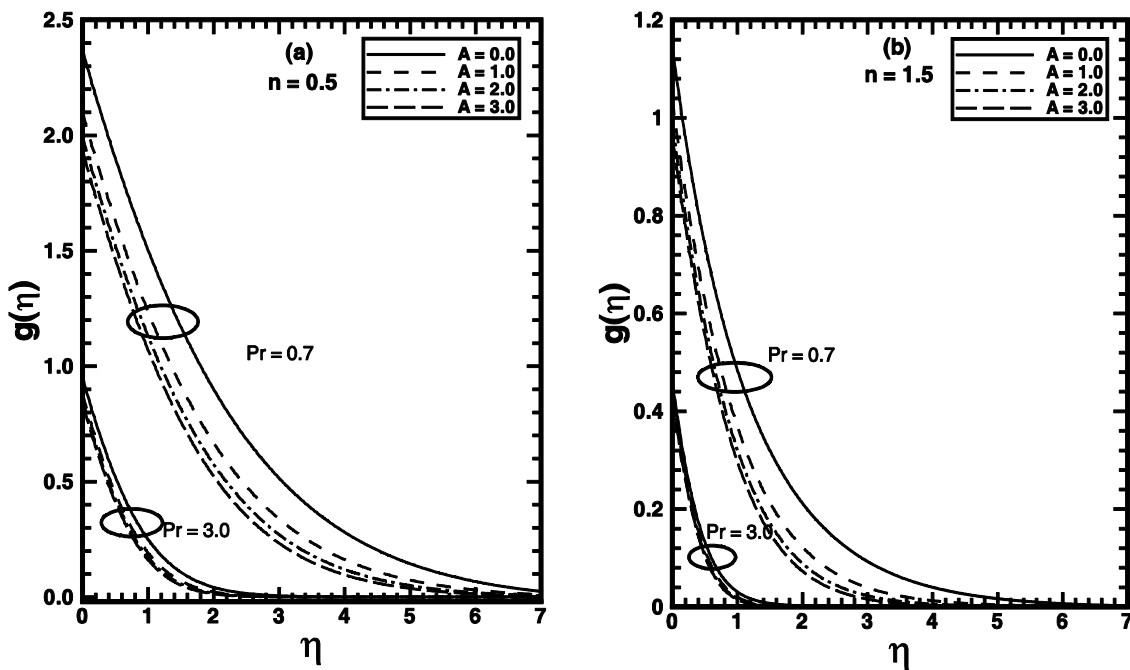 2.5
2.0
1.5
1.0
0.5
0.0
g(η)
(a)
n = 0.5
A = 0.0
A = 1.0
A = 2.0
A = 3.0
Pr = 0.7
Pr = 3.0
0 1 2 3 4 5 6 7
η
1.2
1
0.8
0.6
0.4
0.2
0
g(η)
(b)
n = 1.5
A = 0.0
A = 1.0
A = 2.0
A = 3.0
Pr = 0.7
Pr = 3.0
0 1 2 3 4 5 6 7
η